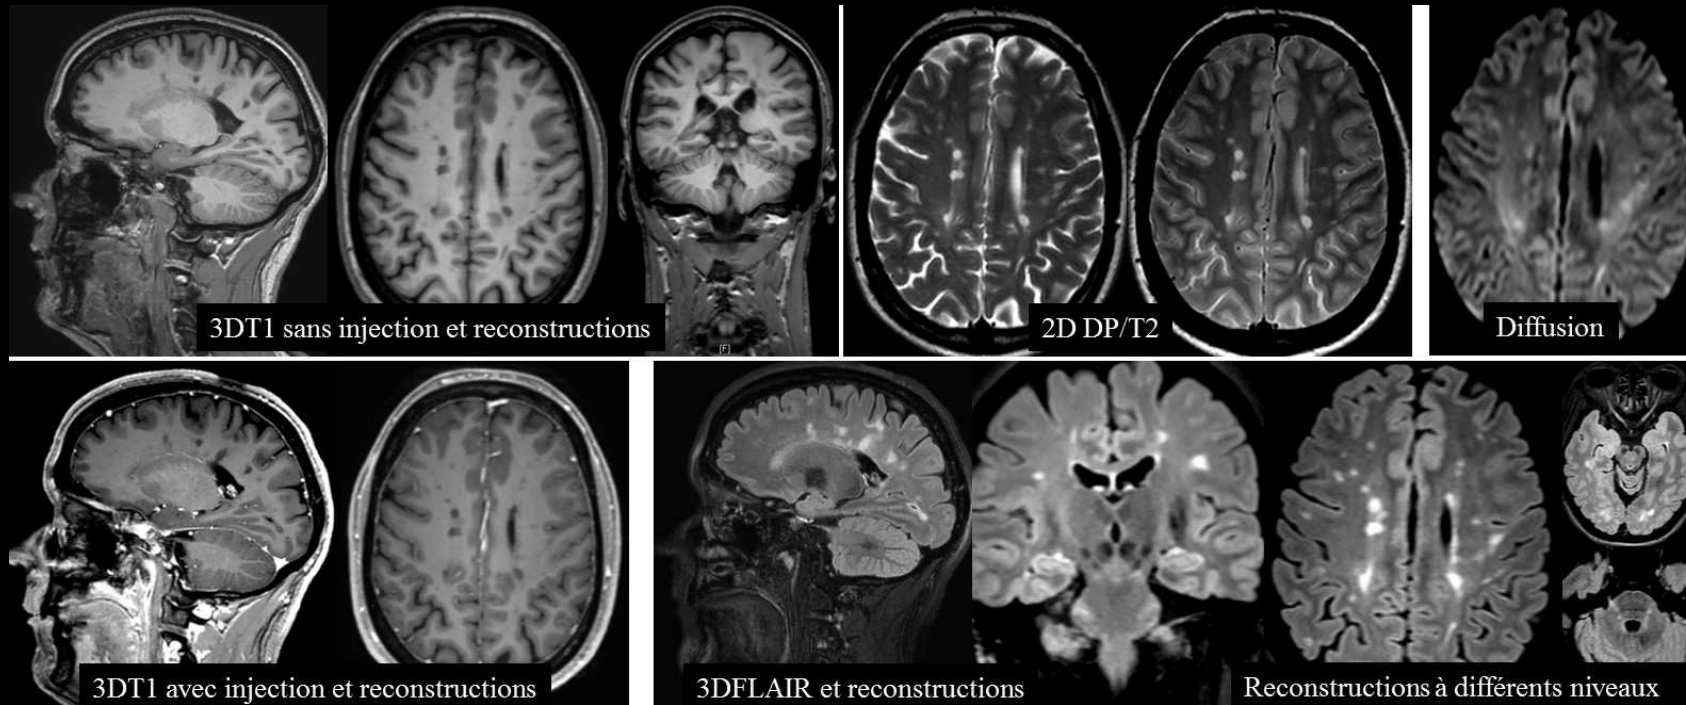 3DT1 sans injection et reconstructions
[F]
2D DP/T2
Diffusion
3DT1 avec injection et reconstructions
3DFLAIR et reconstructions
Reconstructions à différents niveaux